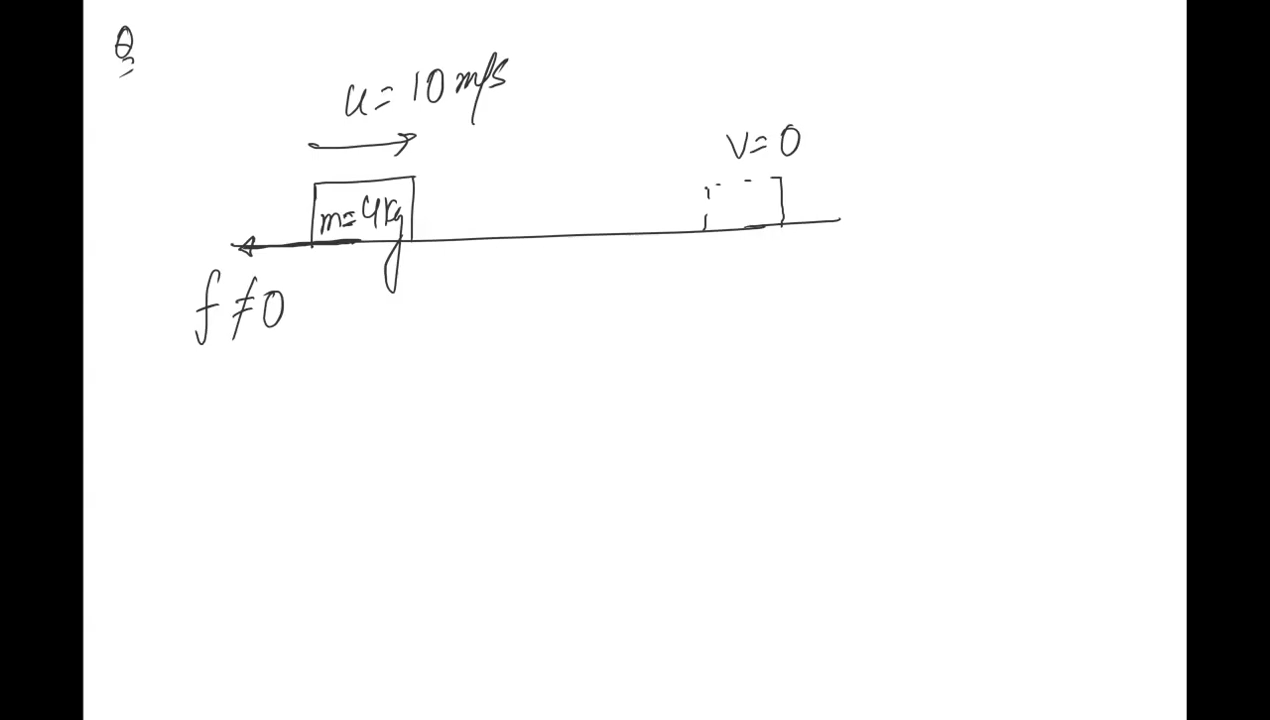 Q
u = 10 m/s
v = 0
m = 4 kg
f ≠ 0